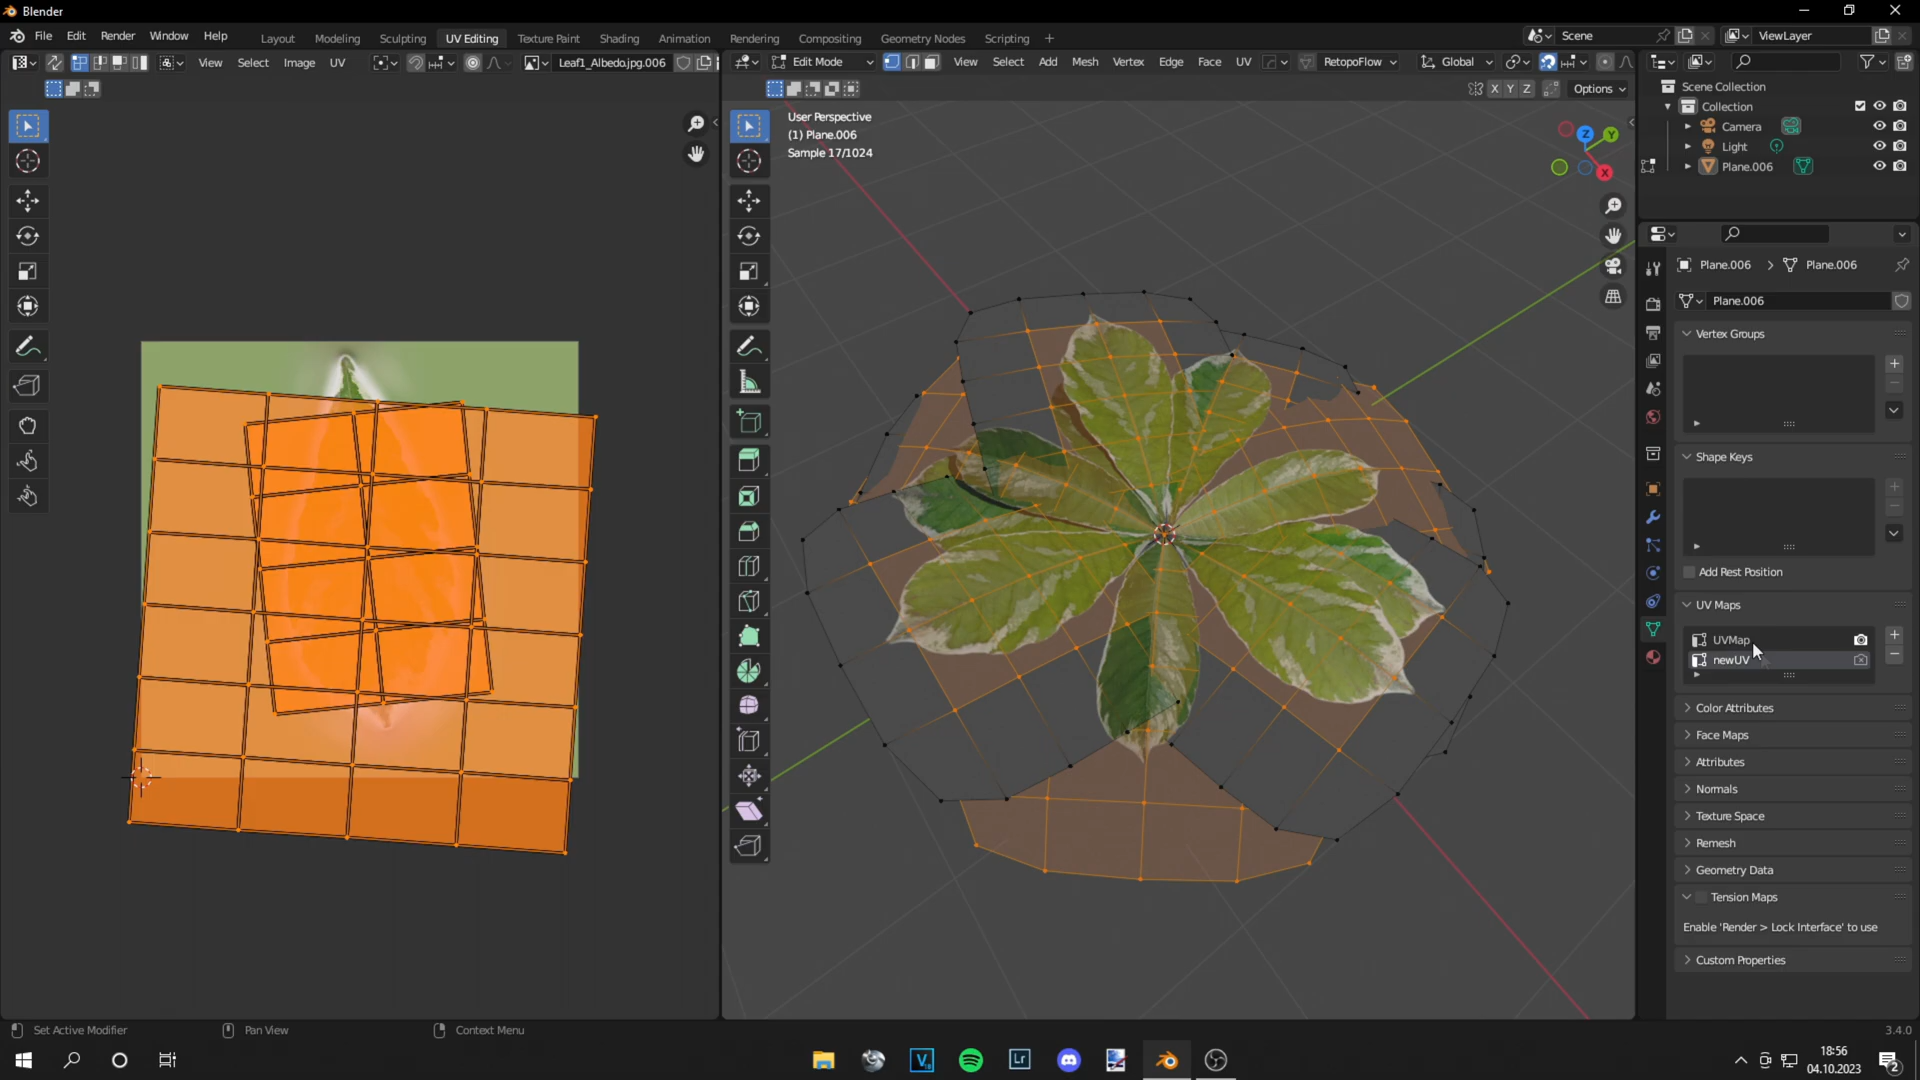 Blender
File Edit Render Window Help
Layout Modeling Sculpting UV Editing Texture Paint Shading Animation Rendering Compositing Geometry Nodes Scripting +
Scene
ViewLayer
View Select Image UV
Leaf1_Albedo.jpg.006
Edit Mode
View Select Add Mesh Vertex Edge Face UV
RetopoFlow
Global
X Y Z
Options
User Perspective
(1) Plane.006
Sample 17/1024
Z
Y
X
Scene Collection
Collection
Camera
Light
Plane.006
Plane.006 > Plane.006
Plane.006
Vertex Groups
Shape Keys
Add Rest Position
UV Maps
UVMap
newUV
Color Attributes
Face Maps
Attributes
Normals
Texture Space
Remesh
Geometry Data
Tension Maps
Enable 'Render > Lock Interface' to use
Custom Properties
Set Active Modifier
Pan View
Context Menu
3.4.0
Lr
18:56
04.10.2023
2